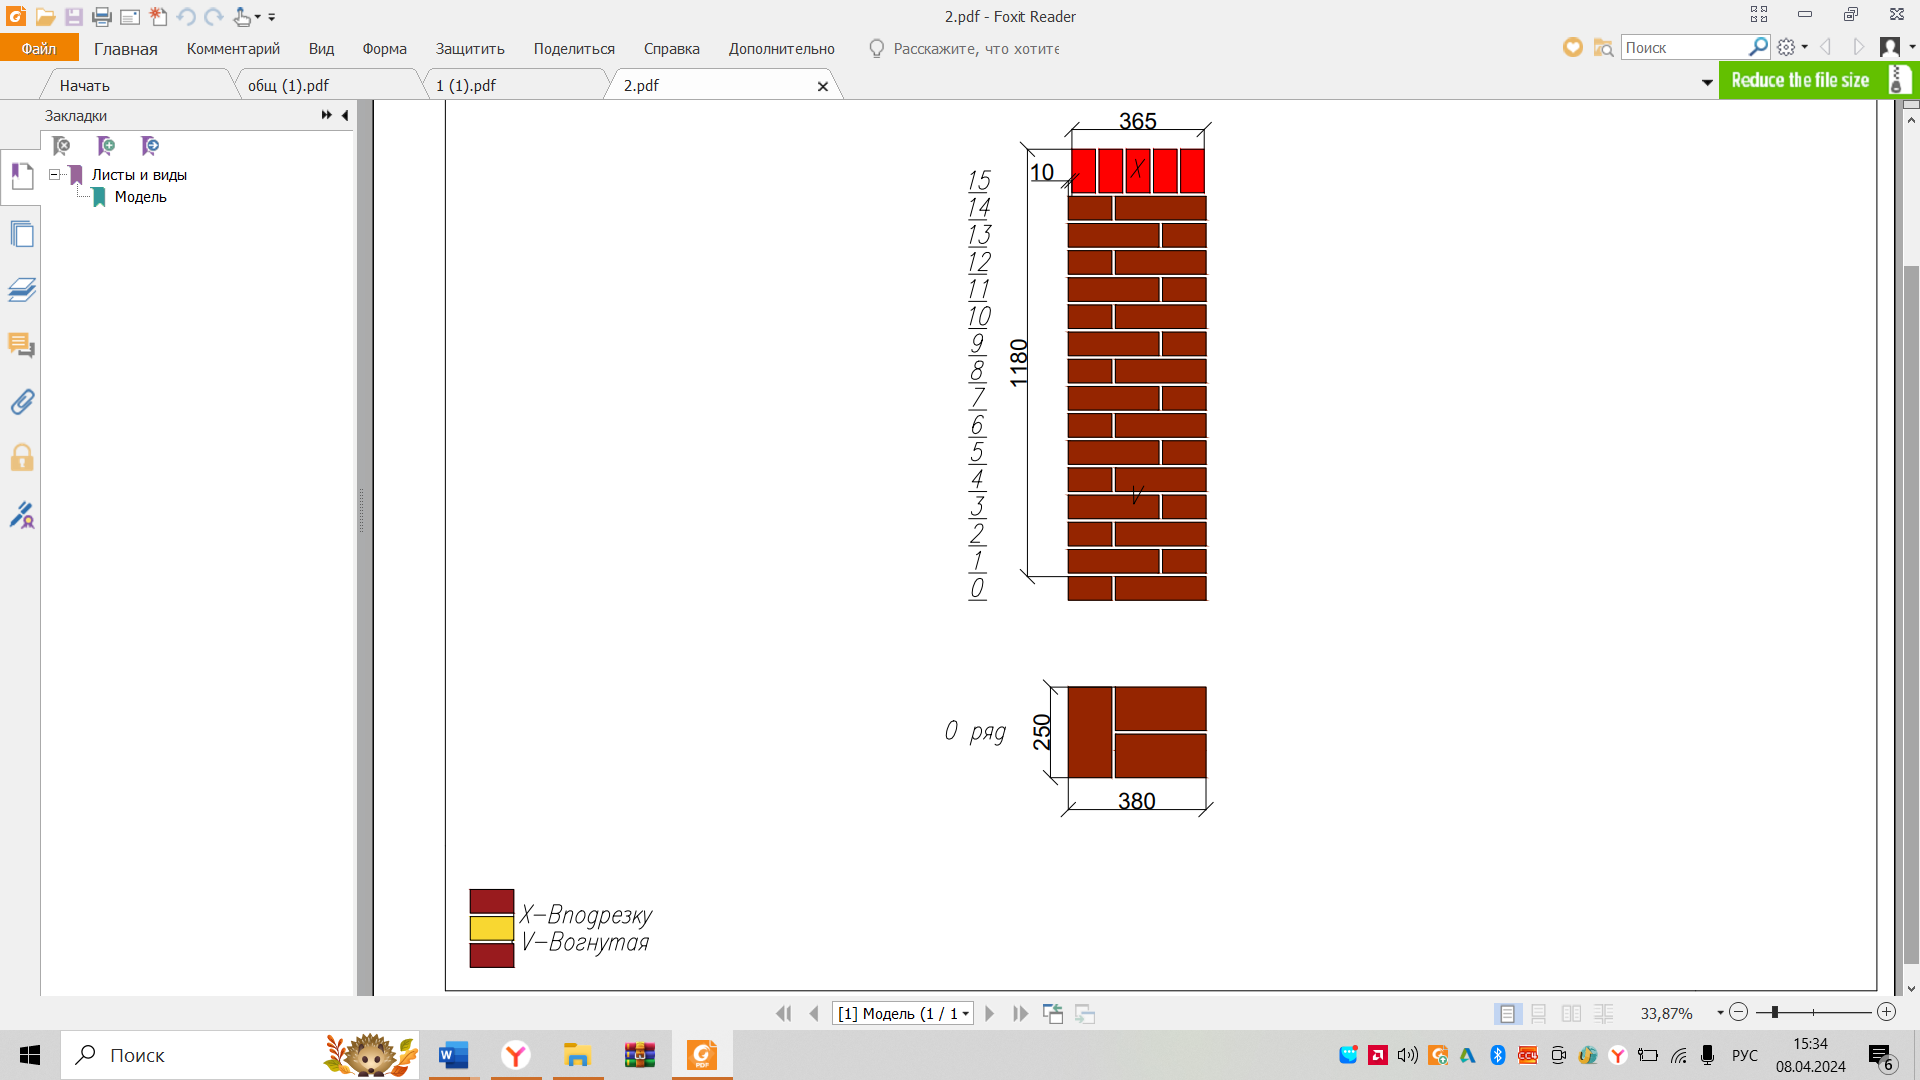 2.pdf - Foxit Reader
Файл Главная Комментарий Вид Форма Защитить Поделиться Справка Дополнительно Расскажите, что хотите Поиск
Начать общ (1).pdf 1 (1).pdf 2.pdf Reduce the file size
Закладки
Листы и виды
Модель
365
10
15
14
13
12
11
10
9
8
7
6
5
4
3
2
1
0
1180
X
V
0 ряд
250
380
X-Вподрезку
V-Вогнутая
[1] Модель (1 / 1 33,87%
Поиск
РУС
15:34
08.04.2024
6